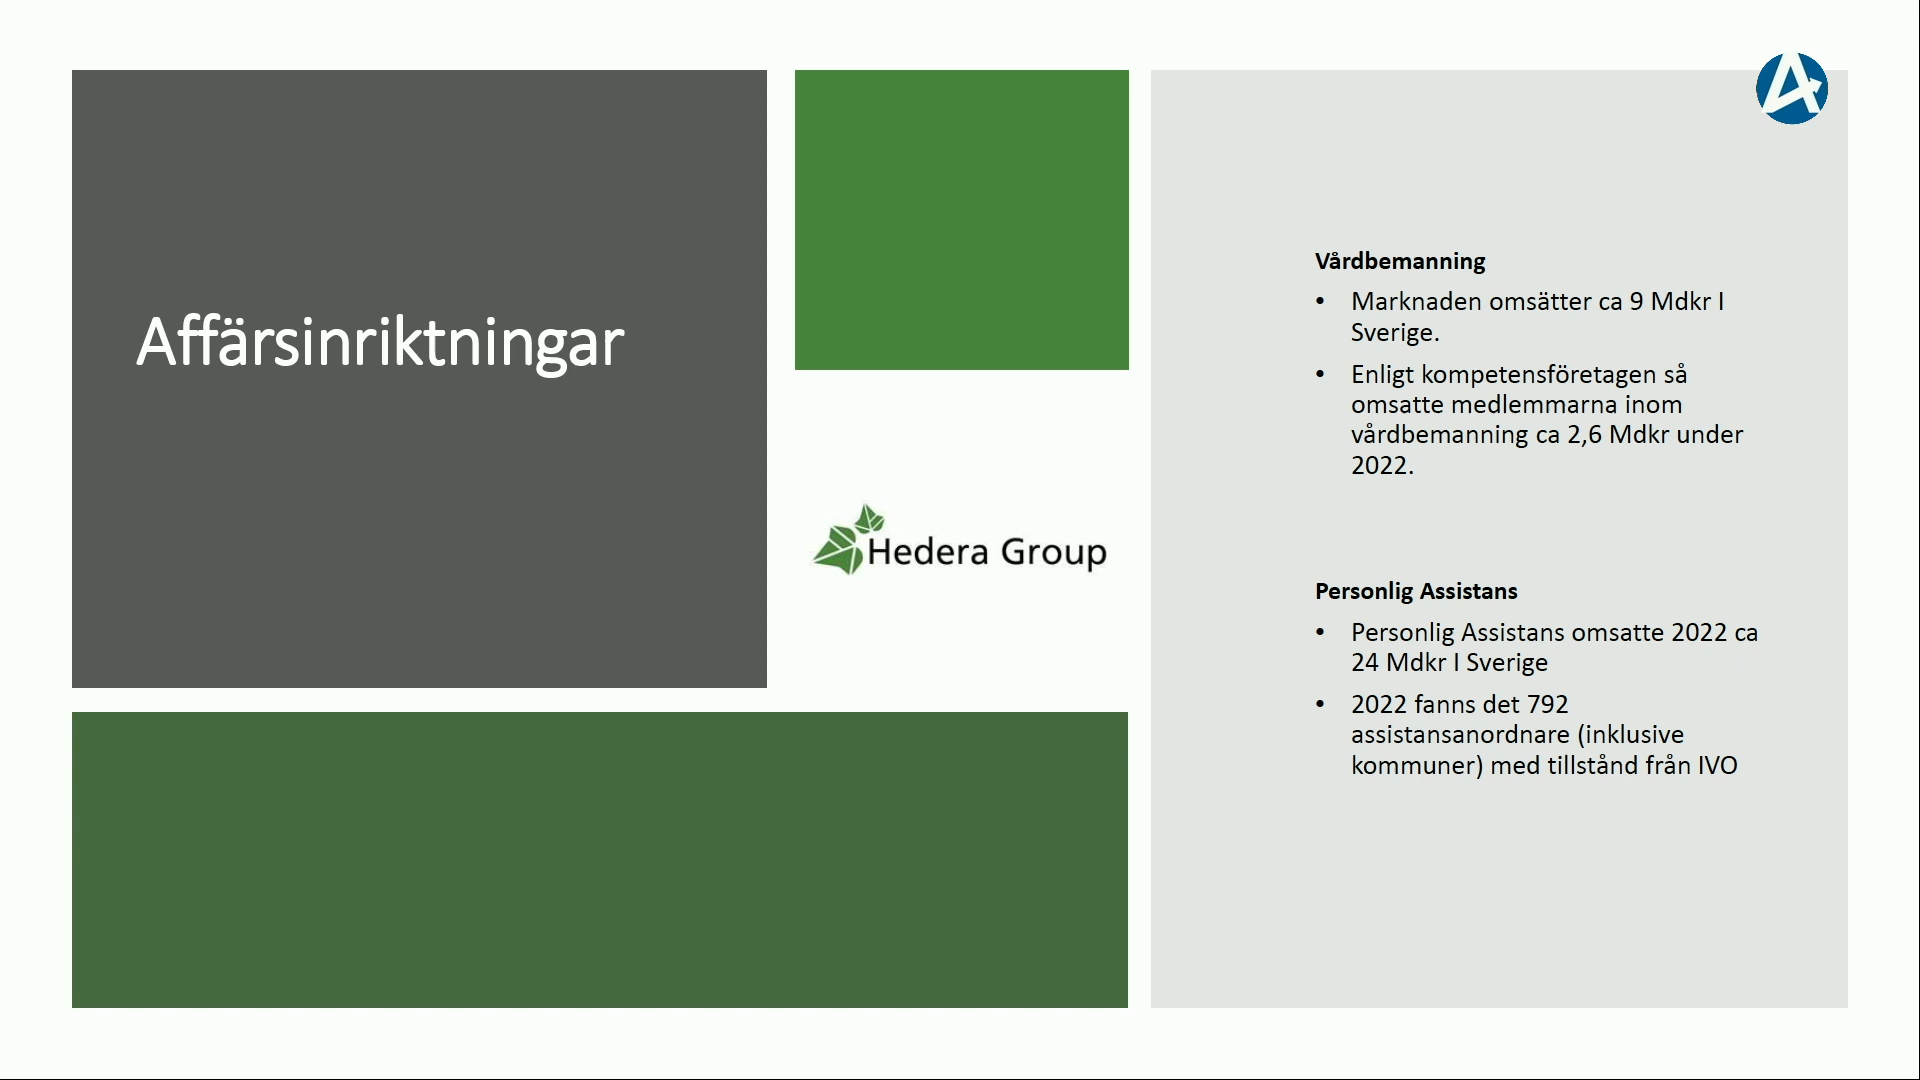 Affärsinriktningar
Hedera Group
Vårdbemanning
• Marknaden omsätter ca 9 Mdkr I
Sverige.
• Enligt kompetensföretagen så
omsatte medlemmarna inom
vårdbemanning ca 2,6 Mdkr under
2022.
Personlig Assistans
• Personlig Assistans omsatte 2022 ca
24 Mdkr I Sverige
• 2022 fanns det 792
assistansanordnare (inklusive
kommuner) med tillstånd från IVO